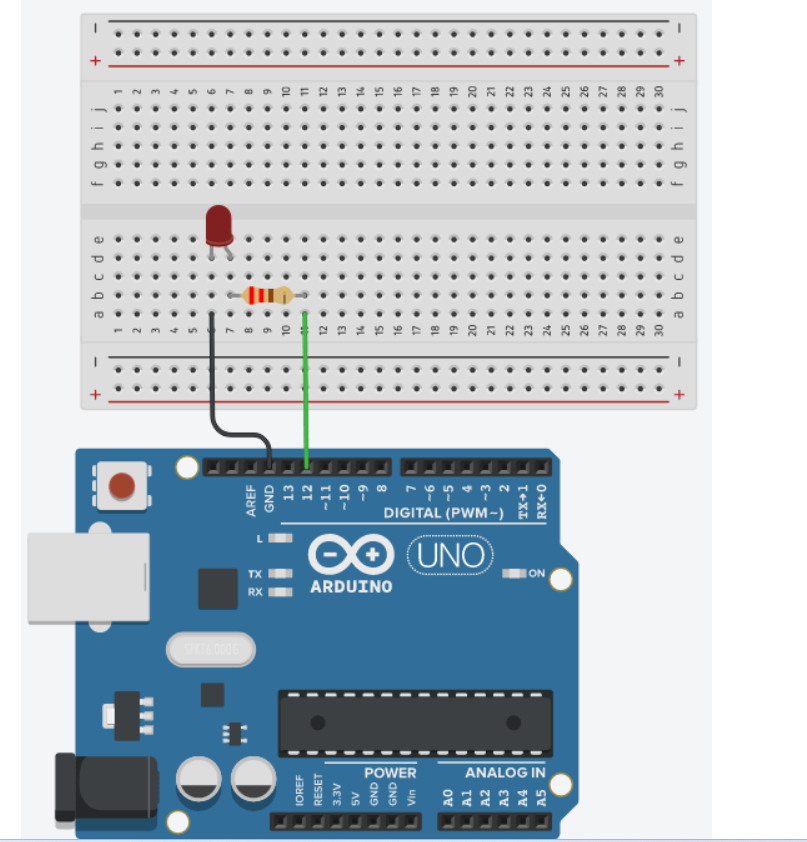 − −
+ +
1 2 3 4 5 6 7 8 9 10 11 12 13 14 15 16 17 18 19 20 21 22 23 24 25 26 27 28 29 30
j j
i i
h h
g g
f f
e e
d d
c c
b b
a a
1 2 3 4 5 6 7 8 9 10 11 12 13 14 15 16 17 18 19 20 21 22 23 24 25 26 27 28 29 30
− −
+ +
AREF GND 13 12 ~11 ~10 ~9 8 7 ~6 ~5 4 ~3 2 TX→1 RX←0
DIGITAL (PWM~)
L
TX
RX
ARDUINO
UNO
ON
SPK16.000G
POWER
ANALOG IN
IOREF RESET 3.3V 5V GND GND Vin A0 A1 A2 A3 A4 A5